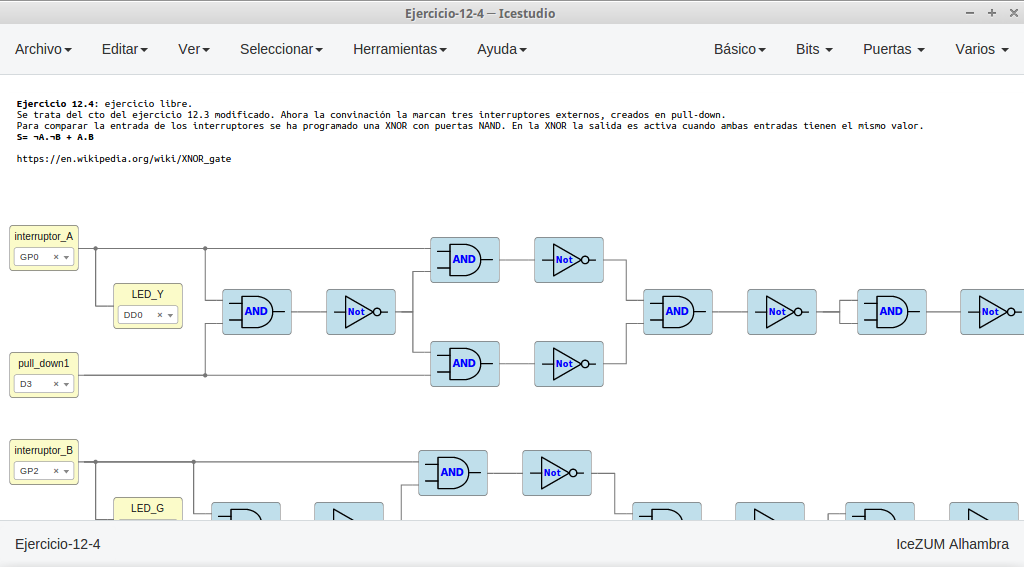 Ejercicio-12-4 — Icestudio
Archivo Editar Ver Seleccionar Herramientas Ayuda Básico Bits Puertas Varios
Ejercicio 12.4: ejercicio libre.
Se trata del cto del ejercicio 12.3 modificado. Ahora la convinación la marcan tres interruptores externos, creados en pull-down.
Para comparar la entrada de los interruptores se ha programado una XNOR con puertas NAND. En la XNOR la salida es activa cuando ambas entradas tienen el mismo valor.
S= ¬A.¬B + A.B
https://en.wikipedia.org/wiki/XNOR_gate
interruptor_A
GP0
AND
Not
LED_Y
DD0
AND
Not
AND
Not
AND
Not
pull_down1
D3
AND
Not
interruptor_B
GP2
AND
Not
LED_G
Ejercicio-12-4
IceZUM Alhambra